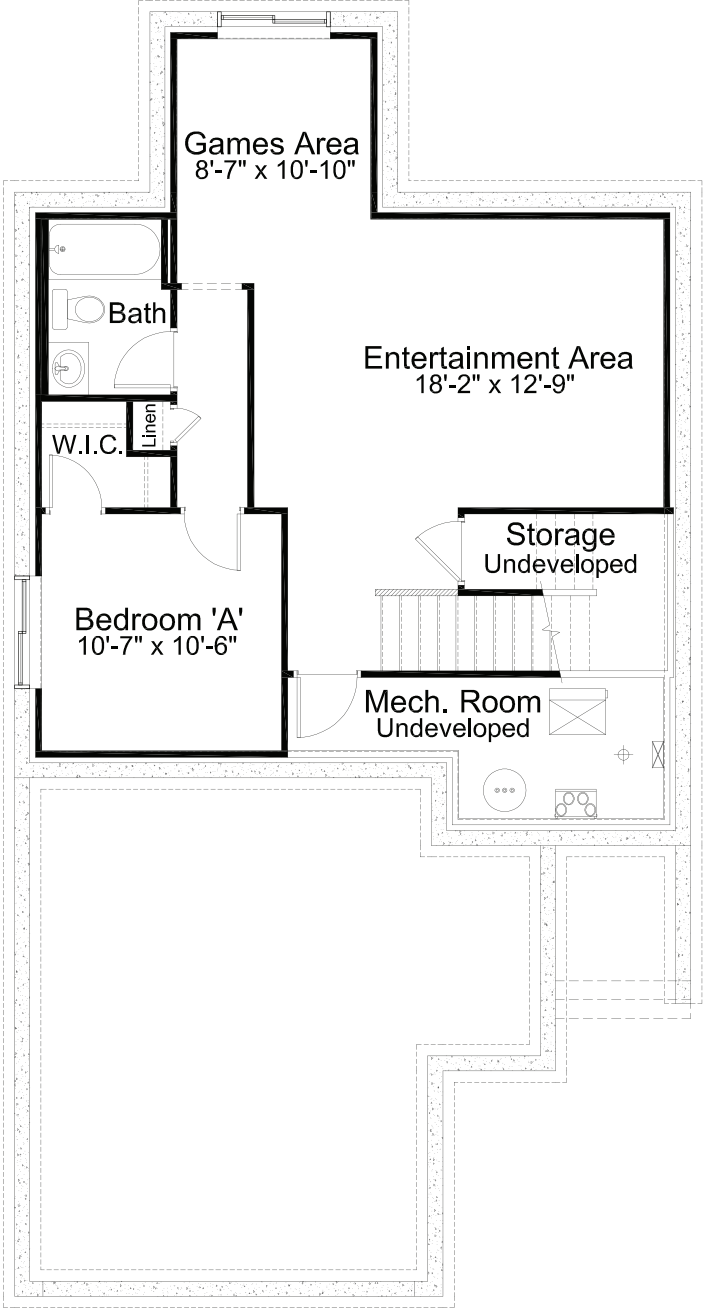 Games Area
8'-7" x 10'-10"
Bath
Entertainment Area
18'-2" x 12'-9"
Linen
W.I.C.
Storage
Undeveloped
Bedroom 'A'
10'-7" x 10'-6"
Mech. Room
Undeveloped